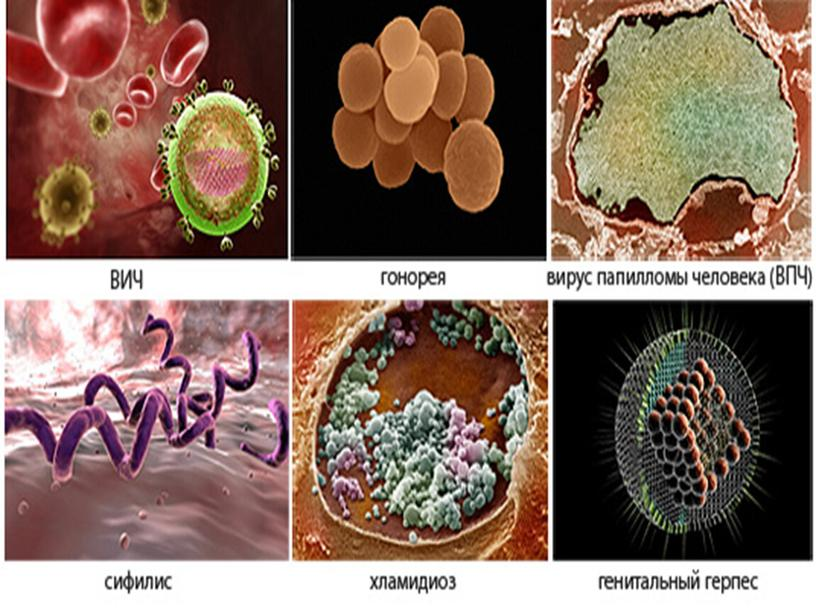 ВИЧ
гонорея
вирус папилломы человека (ВПЧ)
сифилис
хламидиоз
генитальный герпес